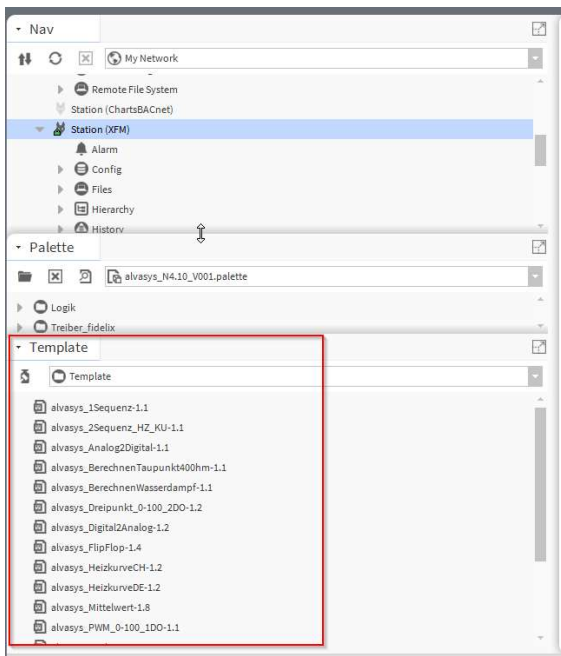 Nav
My Network
Remote File System
Station (ChartsBACnet)
Station (XFM)
Alarm
Config
Files
Hierarchy
History
Palette
alvasys_N4.10_V001.palette
Logik
Treiber_fidelix
Template
Template
alvasys_1Sequenz-1.1
alvasys_2Sequenz_HZ_KU-1.1
alvasys_Analog2Digital-1.1
alvasys_BerechnenTaupunkt400hm-1.1
alvasys_BerechnenWasserdampf-1.1
alvasys_Dreipunkt_0-100_2DO-1.2
alvasys_Digital2Analog-1.2
alvasys_FlipFlop-1.4
alvasys_HeizkurveCH-1.2
alvasys_HeizkurveDE-1.2
alvasys_Mittelwert-1.8
alvasys_PWM_0-100_1DO-1.1